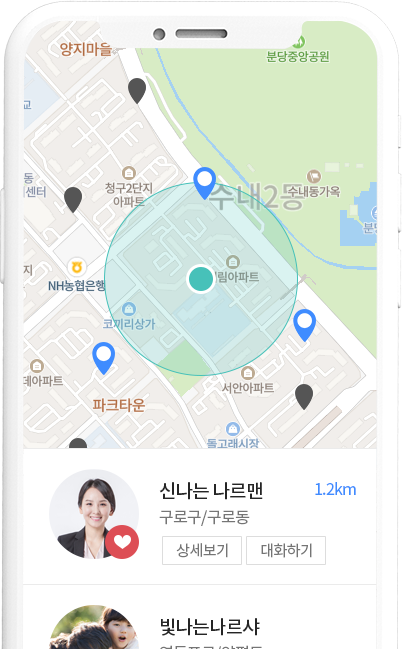 양지마을
분당중앙공원
교
동
센터
청구2단지
아파트
수내2동
수내동가옥
분당
지
NH농협은행
림아파트
코끼리상가
데아파트
서안아파트
파크타운
돌고래시장
신나는 나르맨
1.2km
구로구/구로동
상세보기
대화하기
빛나는나르샤